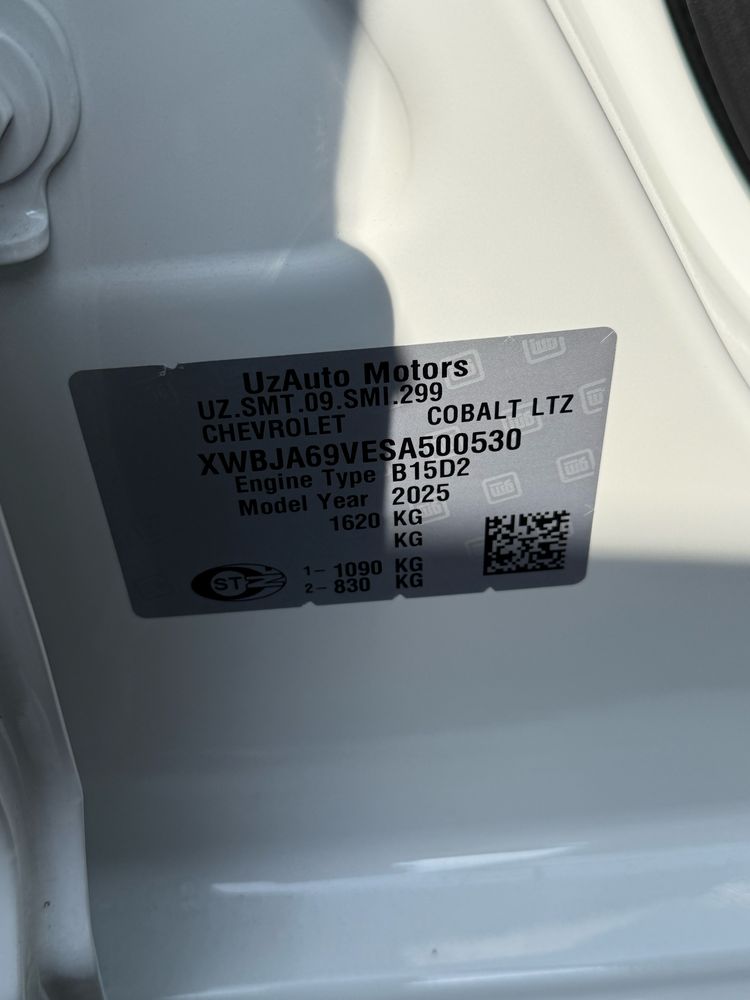 UzAuto Motors
UZ.SMT.09.SMI.299
CHEVROLET COBALT LTZ
XWBJA69VESA500530
Engine Type B15D2
Model Year 2025
1620 KG
KG
1- 1090 KG
2- 830 KG
ST